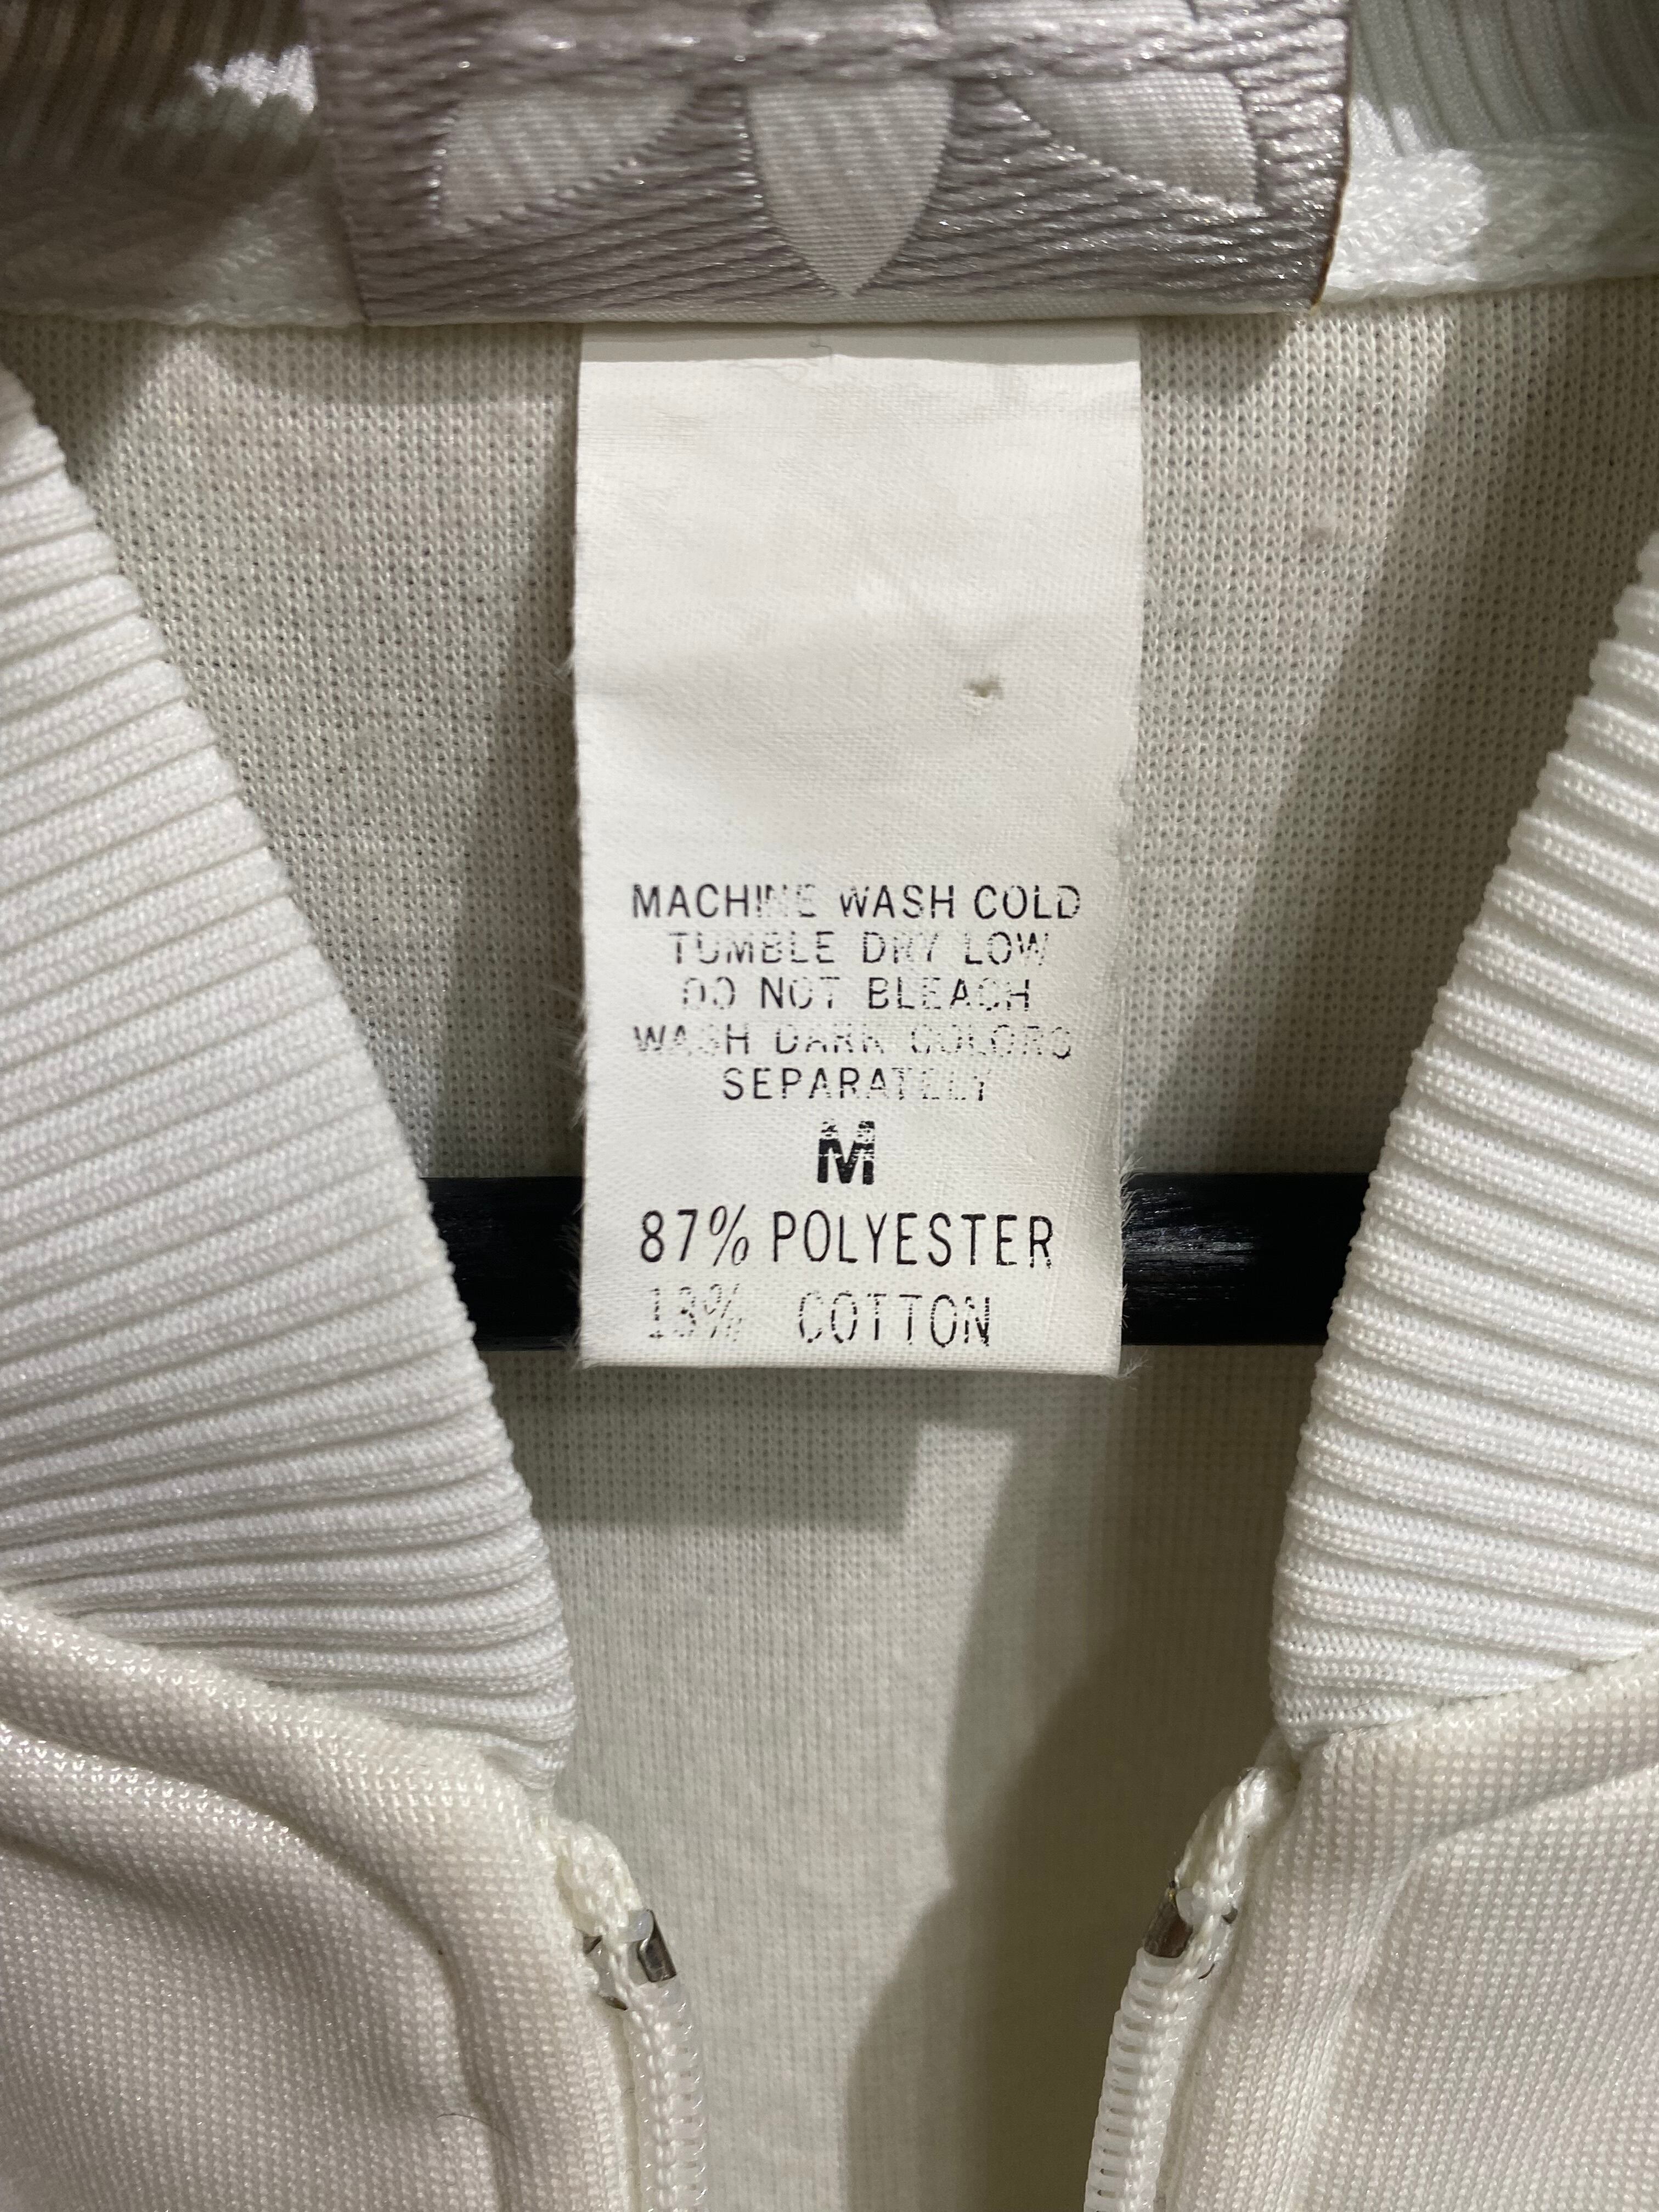 MACHINE WASH COLD
TUMBLE DRY LOW
DO NOT BLEACH
WASH DARK COLORS
SEPARATELY
M
87% POLYESTER
13% COTTON